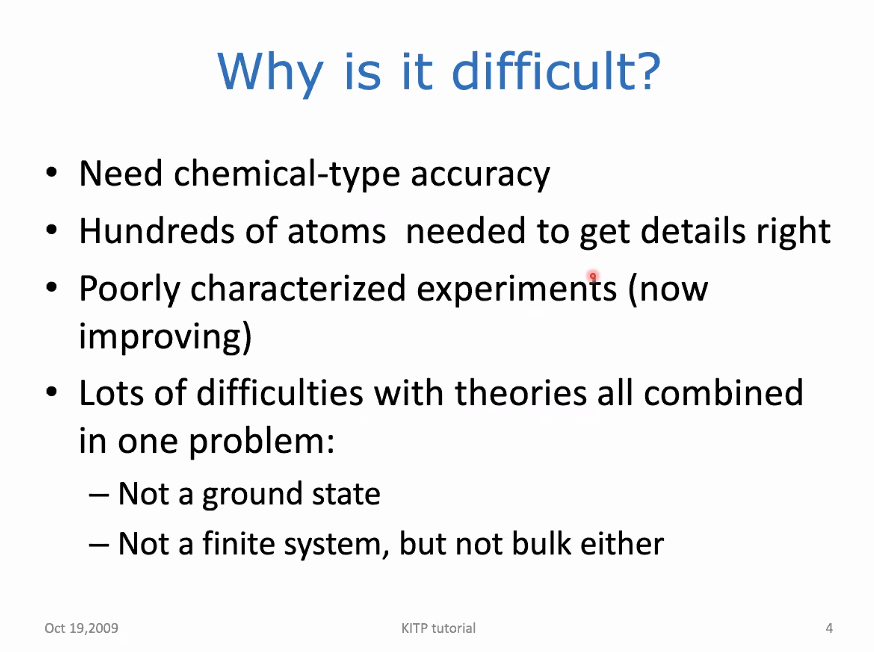 Why is it difficult?
• Need chemical-type accuracy
• Hundreds of atoms  needed to get details right
• Poorly characterized experiments (now
improving)
• Lots of difficulties with theories all combined
in one problem:
– Not a ground state
– Not a finite system, but not bulk either
Oct 19,2009 KITP tutorial 4